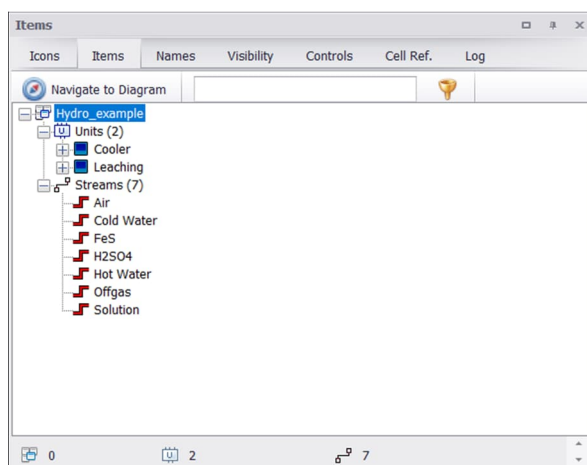 Items
Icons Items Names Visibility Controls Cell Ref. Log
Navigate to Diagram
Hydro_example
Units (2)
Cooler
Leaching
Streams (7)
Air
Cold Water
FeS
H2SO4
Hot Water
Offgas
Solution
0 2 7